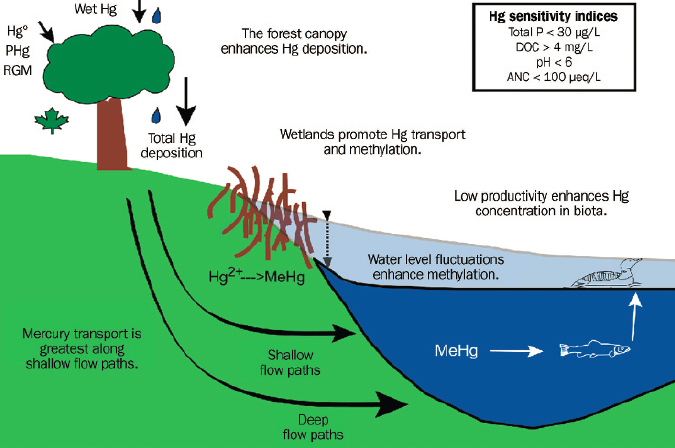 Wet Hg
Hg°
PHg
RGM
The forest canopy
enhances Hg deposition.
Hg sensitivity indices
Total P < 30 µg/L
DOC > 4 mg/L
pH < 6
ANC < 100 µeq/L
Total Hg
deposition
Wetlands promote Hg transport
and methylation.
Low productivity enhances Hg
concentration in biota.
Water level fluctuations
enhance methylation.
Hg2+--->MeHg
Mercury transport is
greatest along
shallow flow paths.
Shallow
flow paths
MeHg
Deep
flow paths